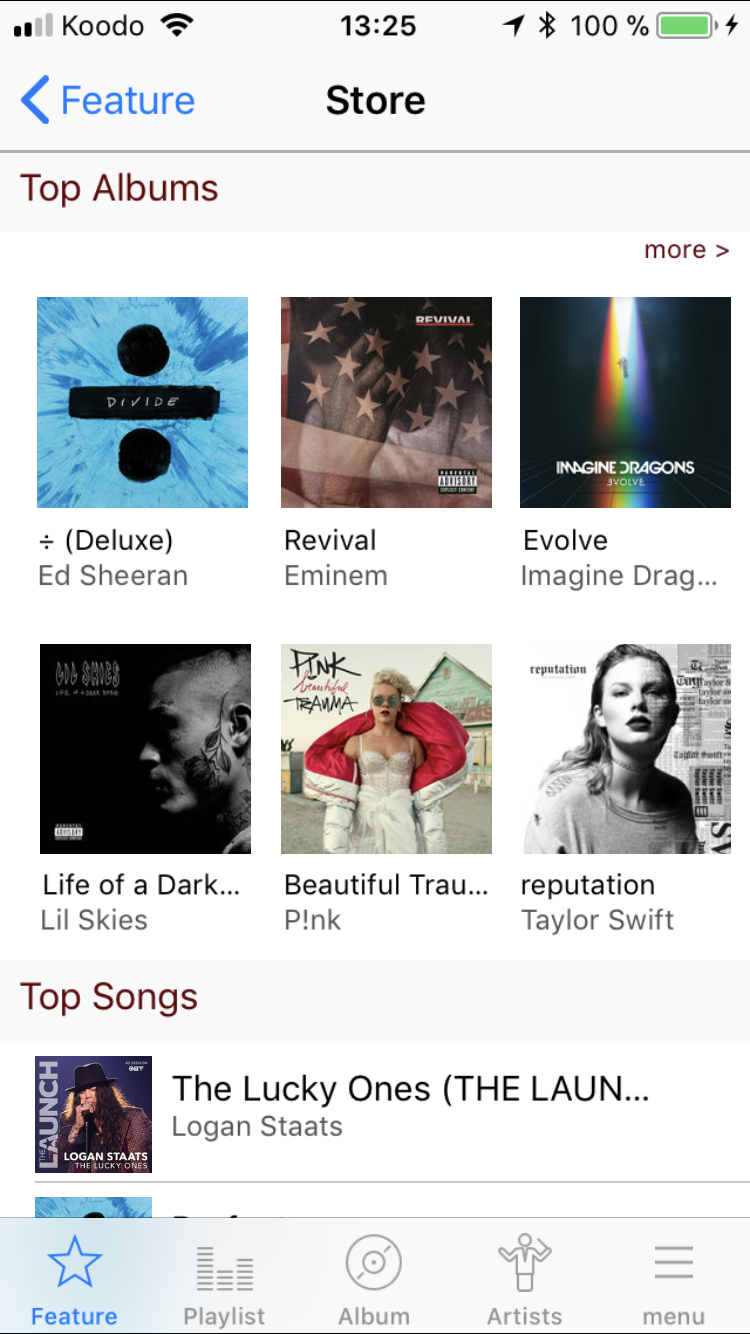 Koodo 13:25 100 %
Feature Store
Top Albums
more >
DIVIDE
REVIVAL
PARENTAL
ADVISORY
EXPLICIT CONTENT
IMAGINE DRAGONS
EVOLVE
÷ (Deluxe) Revival Evolve
Ed Sheeran Eminem Imagine Drag...
LIL SKIES
LIFE OF A DARK ROSE
ADVISORY
P!NK
beautiful
TRAUMA
reputation
Taylor Swift
Life of a Dark... Beautiful Trau... reputation
Lil Skies P!nk Taylor Swift
Top Songs
THE LAUNCH
LOGAN STAATS
THE LUCKY ONES
The Lucky Ones (THE LAUN...
Logan Staats
Feature Playlist Album Artists menu